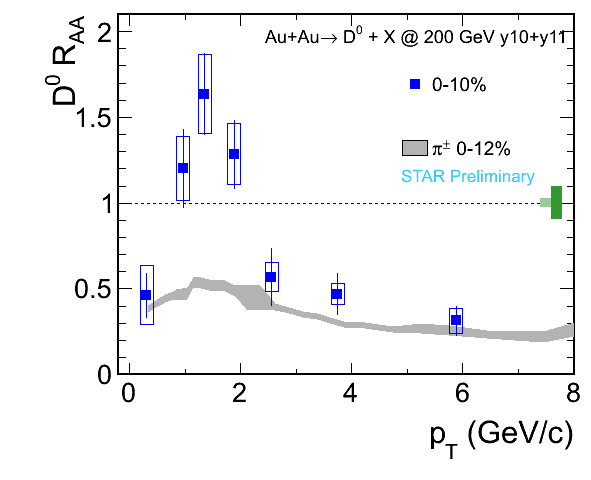 Au+Au→ D⁰ + X @ 200 GeV y10+y11
0-10%
π± 0-12%
STAR Preliminary
D⁰ R_AA
2
1.5
1
0.5
0
0 2 4 6 8
p_T (GeV/c)